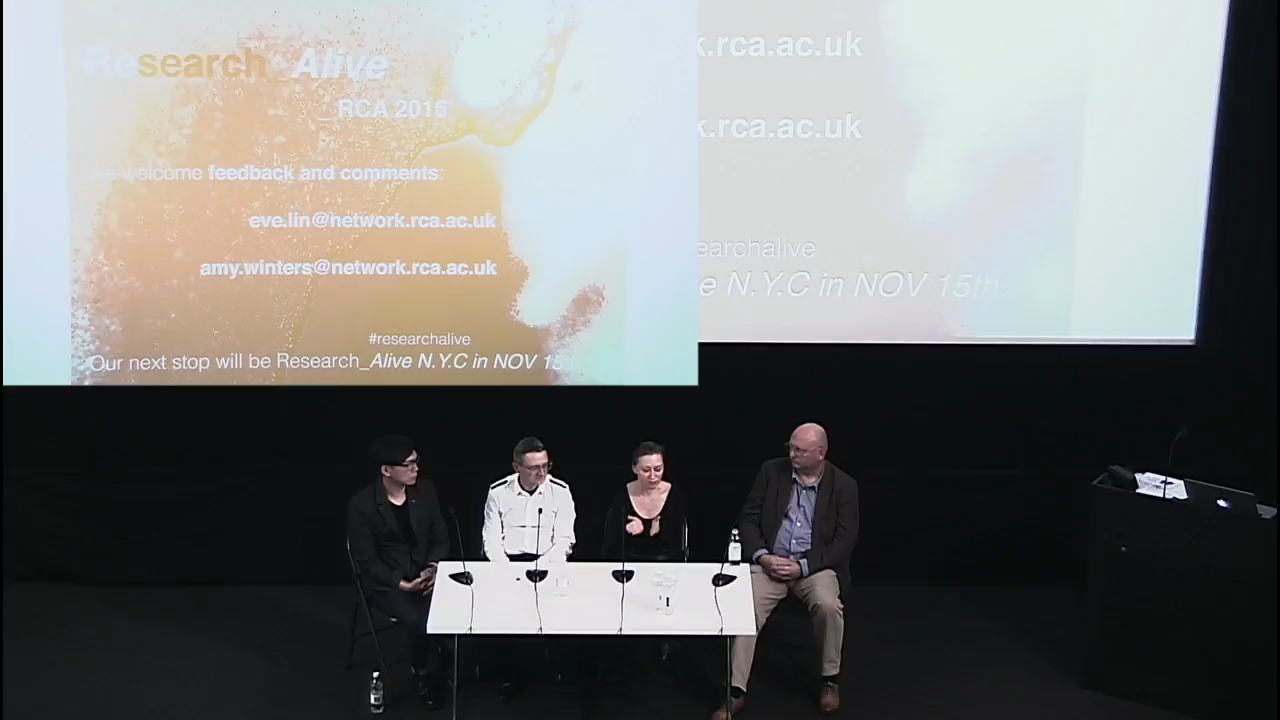 Research_Alive
_ RCA 2016
We welcome feedback and comments:
eve.lin@network.rca.ac.uk
amy.winters@network.rca.ac.uk
#researchalive
Our next stop will be Research_Alive N.Y.C in NOV 15th
k.rca.ac.uk
k.rca.ac.uk
earchalive
e N.Y.C in NOV 15th.